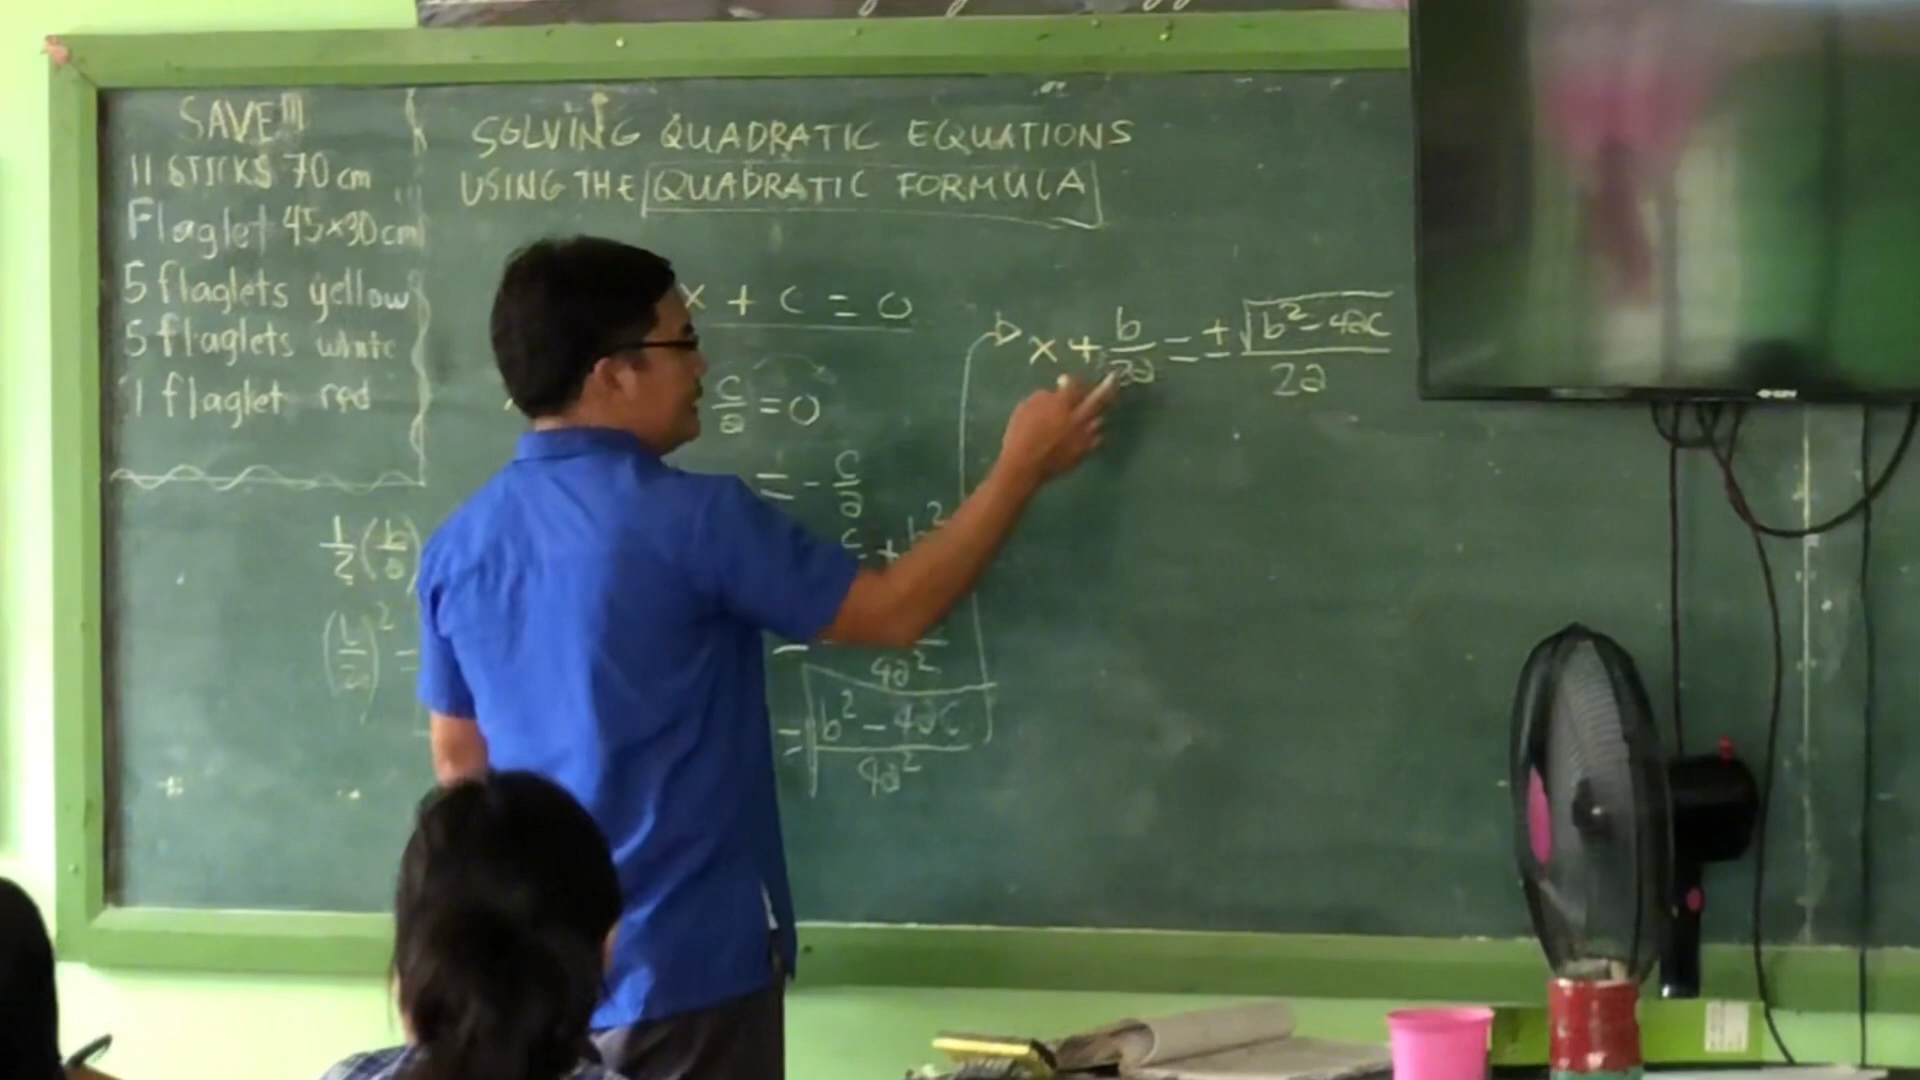 SAVE!!!
11 STICKS 70 cm
Flaglet 45×30cm
5 flaglets yellow
5 flaglets white
1 flaglet red
SOLVING QUADRATIC EQUATIONS
USING THE QUADRATIC FORMULA
x + c = 0
c/a = 0
= - c/a
1/2 (b/a)
c + b²
(b/2a)² =
= 4a²
= √ b² - 4ac / 4a²
x + b/2a = ± √b² - 4ac / 2a